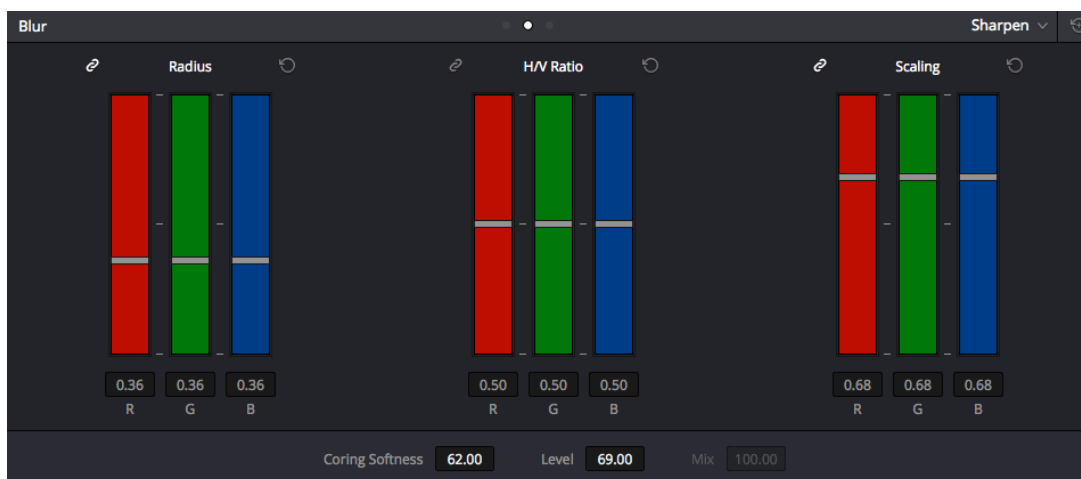 Blur Sharpen
Radius H/V Ratio Scaling
0.36 0.36 0.36 0.50 0.50 0.50 0.68 0.68 0.68
R G B R G B R G B
Coring Softness 62.00 Level 69.00 Mix 100.00